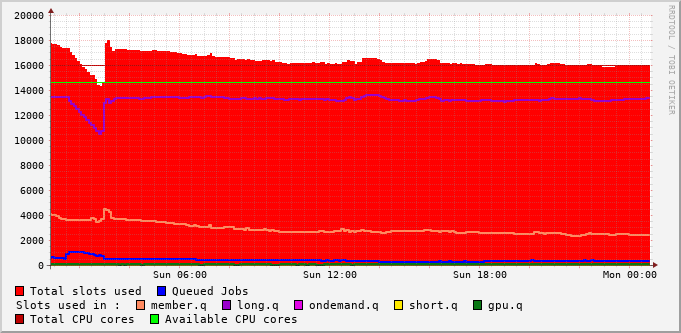 20000
18000
16000
14000
12000
10000
8000
6000
4000
2000
0
Sun 06:00 Sun 12:00 Sun 18:00 Mon 00:00
RRDTOOL / TOBI OETIKER
Total slots used Queued Jobs
Slots used in : member.q long.q ondemand.q short.q gpu.q
Total CPU cores Available CPU cores